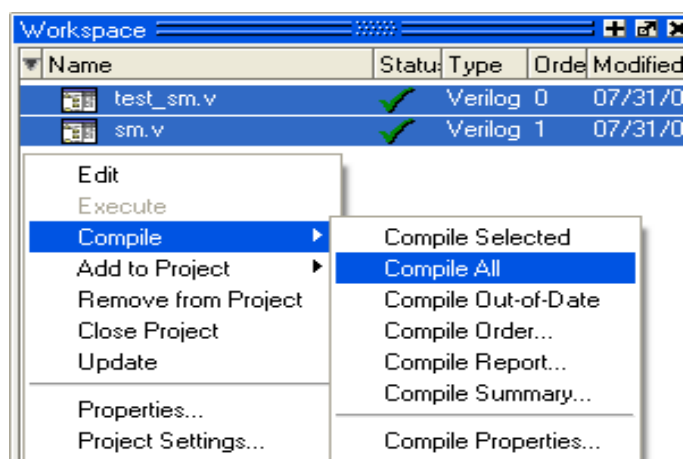 Workspace
Name Statu: Type Orde Modified
test_sm.v Verilog 0 07/31/0
sm.v Verilog 1 07/31/0
Edit
Execute
Compile Compile Selected
Add to Project Compile All
Remove from Project Compile Out-of-Date
Close Project Compile Order...
Update Compile Report...
Compile Summary...
Properties...
Project Settings... Compile Properties...